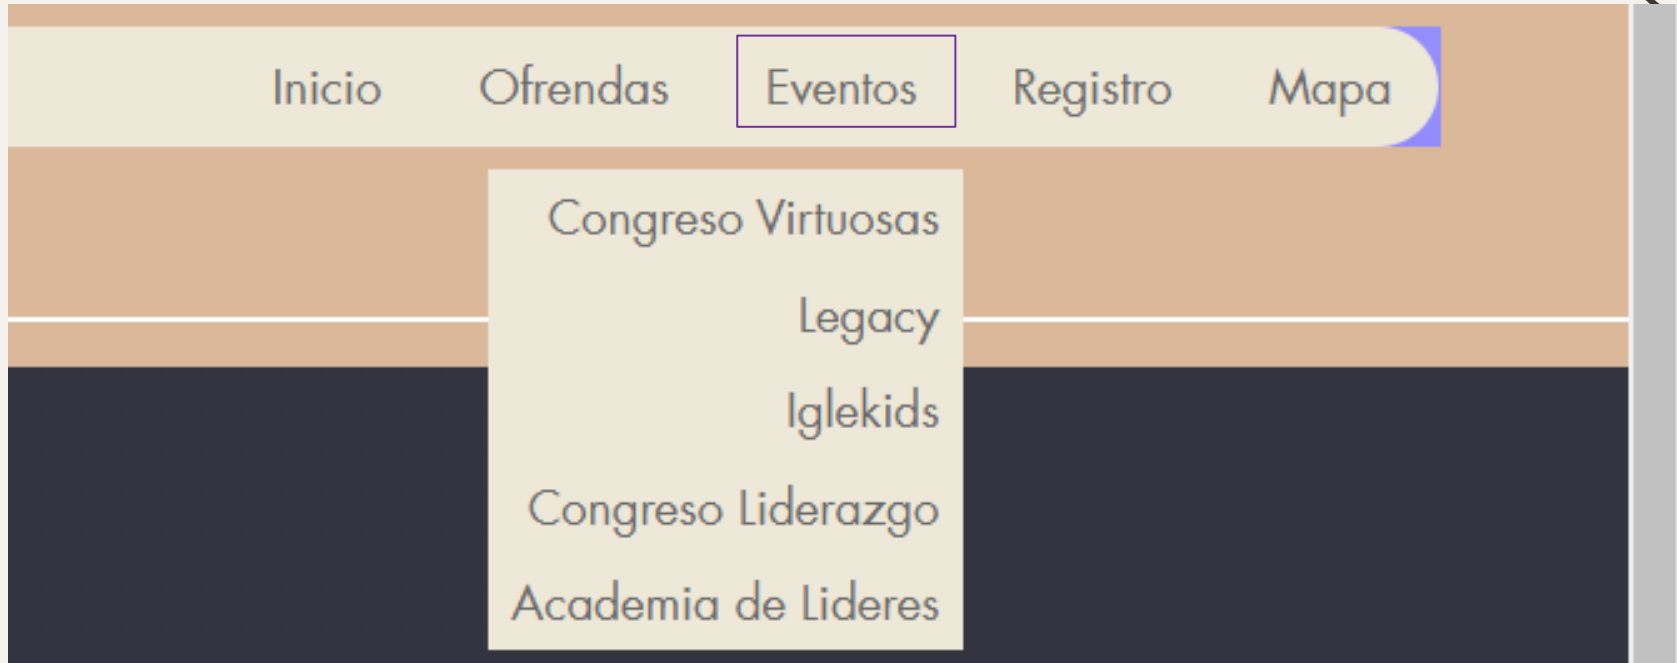 Inicio Ofrendas Eventos Registro Mapa
Congreso Virtuosas
Legacy
Iglekids
Congreso Liderazgo
Academia de Lideres